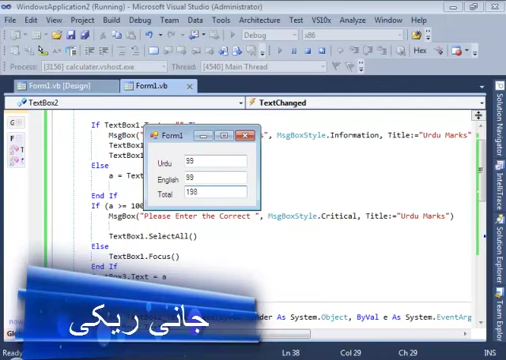 WindowsApplication2 (Running) - Microsoft Visual Studio (Administrator)
File Edit View Project Build Debug Team Data Tools Architecture Test VS10x Analyze Window Help
Debug x86
Hex
Process: [3156] calculater.vshost.exe Thread: [4540] Main Thread
Form1.vb [Design] Form1.vb
TextBox2 TextChanged
If TextBox1.
MsgBox( MsgBoxStyle.Information, Title:="Urdu Marks"
TextBox1
TextBox1
Else
a = Text
End If
If (a >= 100
MsgBox("Please Enter the Correct ", MsgBoxStyle.Critical, Title:="Urdu Marks")
TextBox1.SelectAll()
Else
TextBox1.Focus()
End If
.Text = a
As System.Object, ByVal e As System.EventArg
Form1
Urdu 99
English 99
Total 198
Solution Navigator
IntelliTrace
Solution Explorer
Team Explor
جانی ریکی
Ln 38 Col 29 Ch 29 INS